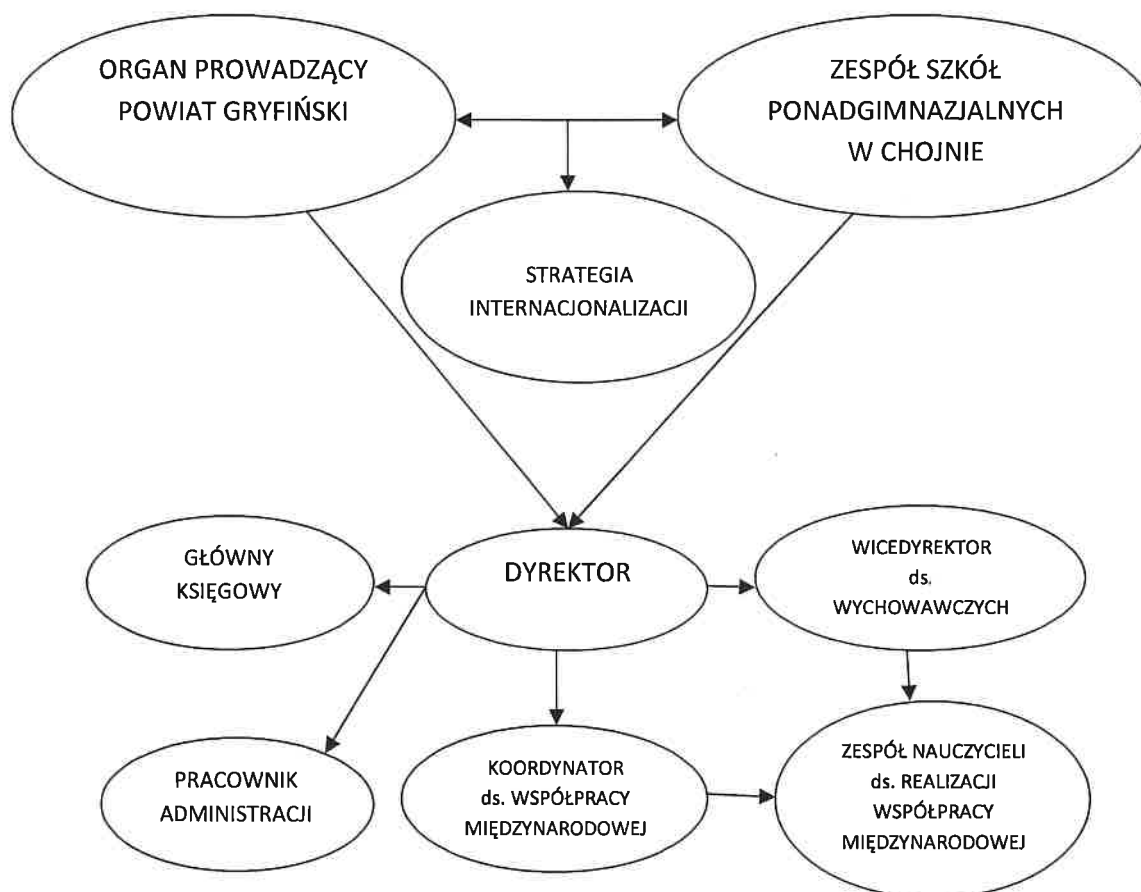 ORGAN PROWADZĄCY
POWIAT GRYFIŃSKI
ZESPÓŁ SZKÓŁ
PONADGIMNAZJALNYCH
W CHOJNIE
STRATEGIA
INTERNACJONALIZACJI
GŁÓWNY
KSIĘGOWY
DYREKTOR
WICEDYREKTOR
ds.
WYCHOWAWCZYCH
PRACOWNIK
ADMINISTRACJI
KOORDYNATOR
ds. WSPÓŁPRACY
MIĘDZYNARODOWEJ
ZESPÓŁ NAUCZYCIELI
ds. REALIZACJI
WSPÓŁPRACY
MIĘDZYNARODOWEJ